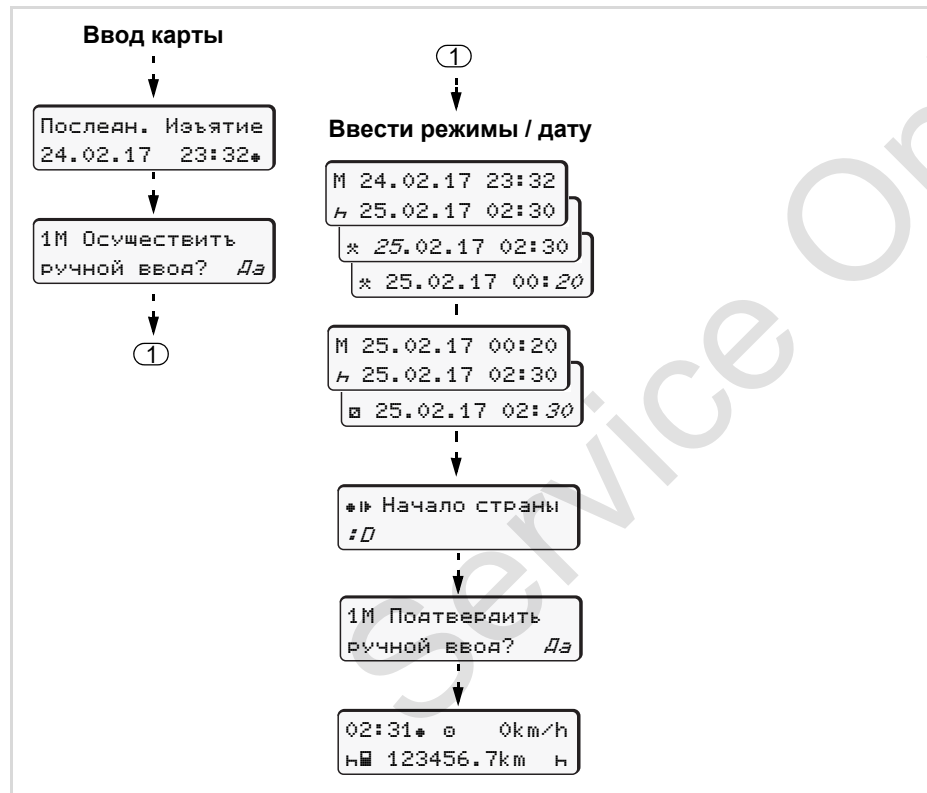 Ввод карты
Последн. Изъятие
24.02.17 23:32•
1M Осуществить
ручной ввод? Да
1
1
Ввести режимы / дату
M 24.02.17 23:32
h 25.02.17 02:30
* 25.02.17 02:30
* 25.02.17 00:20
M 25.02.17 00:20
h 25.02.17 02:30
25.02.17 02:30
•I▶ Начало страны
:D
1M Подтвердить
ручной ввод? Да
02:31• ⊙ 0km/h
h 123456.7km h
Service On